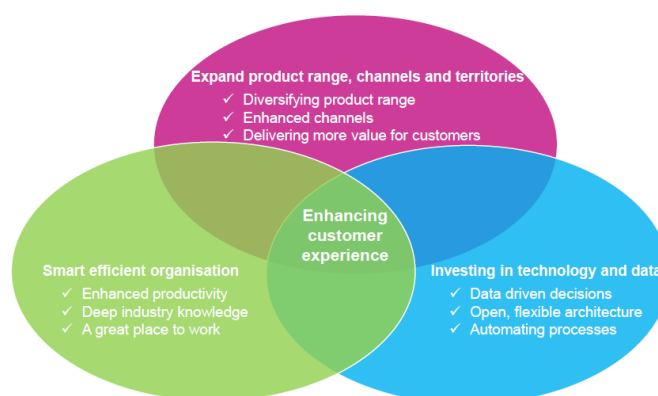 Expand product range, channels and territories
✓ Diversifying product range
✓ Enhanced channels
✓ Delivering more value for customers
Enhancing
customer
experience
Smart efficient organisation
✓ Enhanced productivity
✓ Deep industry knowledge
✓ A great place to work
Investing in technology and data
✓ Data driven decisions
✓ Open, flexible architecture
✓ Automating processes